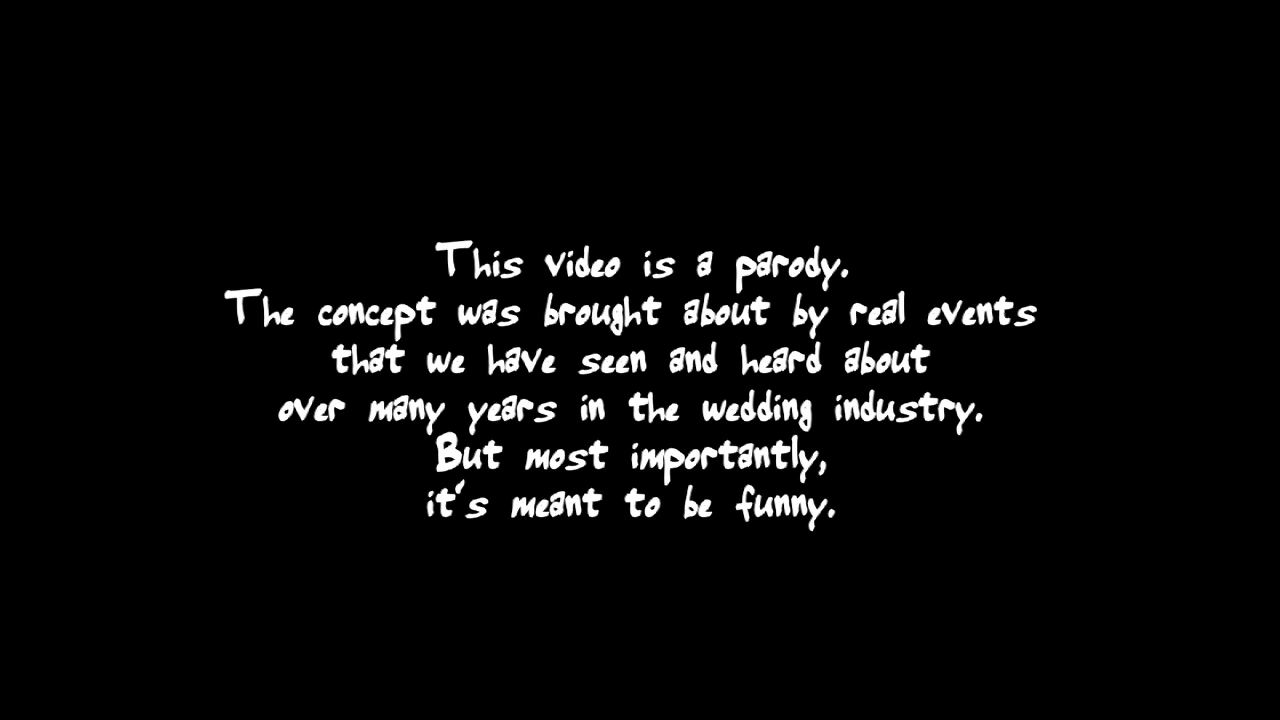 This video is a parody.
The concept was brought about by real events
that we have seen and heard about
over many years in the wedding industry.
But most importantly,
it's meant to be funny.